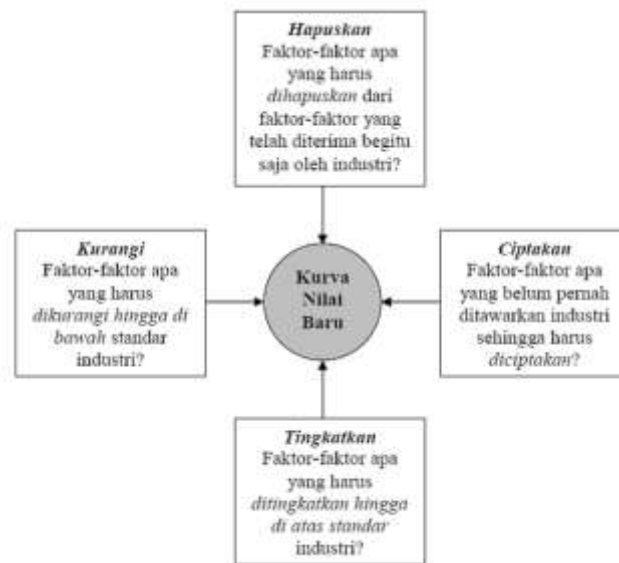 Hapuskan
Faktor-faktor apa
yang harus
dihapuskan dari
faktor-faktor yang
telah diterima begitu
saja oleh industri?
Kurangi
Faktor-faktor apa
yang harus
dikurangi hingga di
bawah standar
industri?
Kurva
Nilai
Baru
Ciptakan
Faktor-faktor apa
yang belum pernah
ditawarkan industri
sehingga harus
diciptakan?
Tingkatkan
Faktor-faktor apa
yang harus
ditingkatkan hingga
di atas standar
industri?